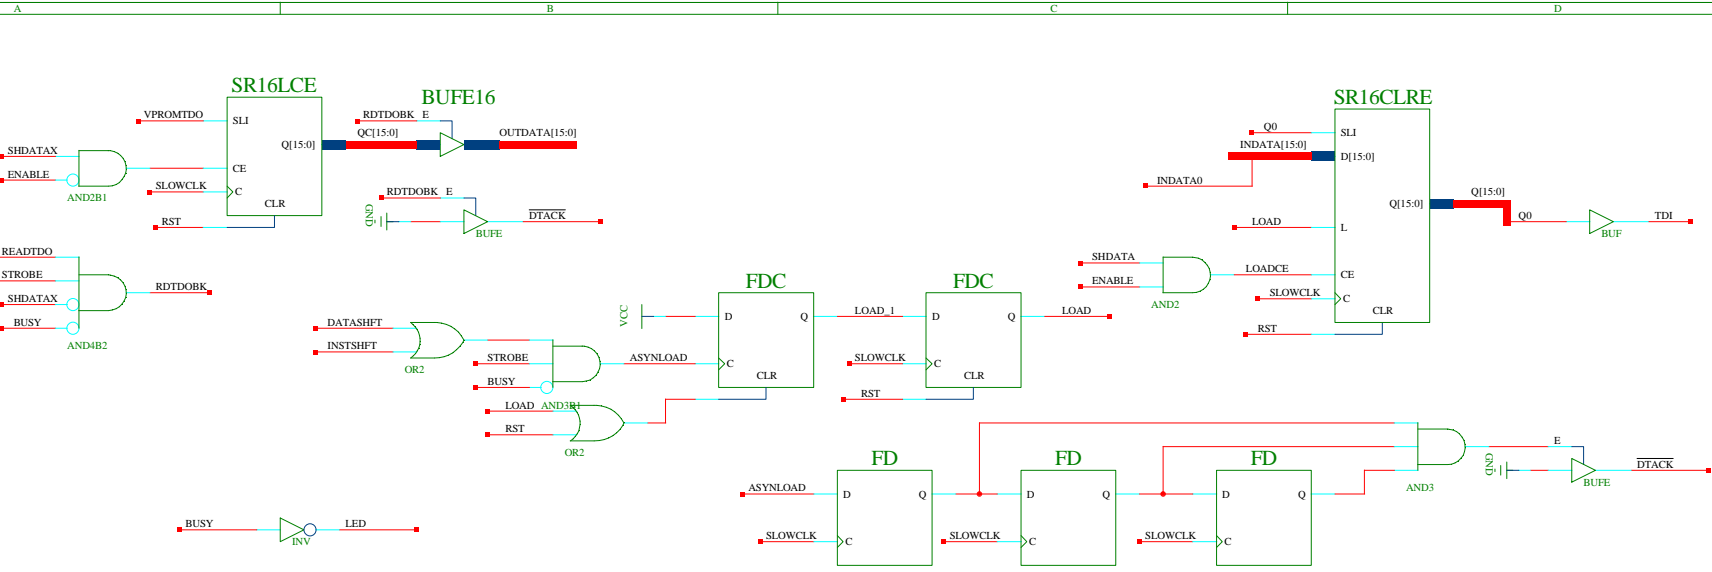 A B C D
SR16LCE
BUFE16
SR16CLRE
VPROMTDO SLI
RDTDOBK E
Q0 SLI
QC[15:0] OUTDATA[15:0]
Q[15:0]
INDATA[15:0] D[15:0]
SHDATAX
ENABLE
AND2B1
CE
SLOWCLK C
CLR
RST
RDTDOBK E
GND
DTACK
BUFE
INDATA0
Q[15:0]
Q[15:0]
Q0 TDI
BUF
LOAD L
READTDO
STROBE
SHDATAX
BUSY
AND4B2
RDTDOBK
SHDATA
ENABLE
AND2
LOADCE CE
SLOWCLK C
CLR
RST
FDC
FDC
VCC
D Q
LOAD_1 D Q LOAD
DATASHFT
INSTSHFT
OR2
STROBE
BUSY
AND3B1
ASYNLOAD C
CLR
SLOWCLK C
CLR
RST
LOAD
RST
OR2
FD
FD
FD
ASYNLOAD D Q
D Q
D Q
SLOWCLK C
SLOWCLK C
SLOWCLK C
AND3
E
GND
BUFE
DTACK
BUSY LED
INV